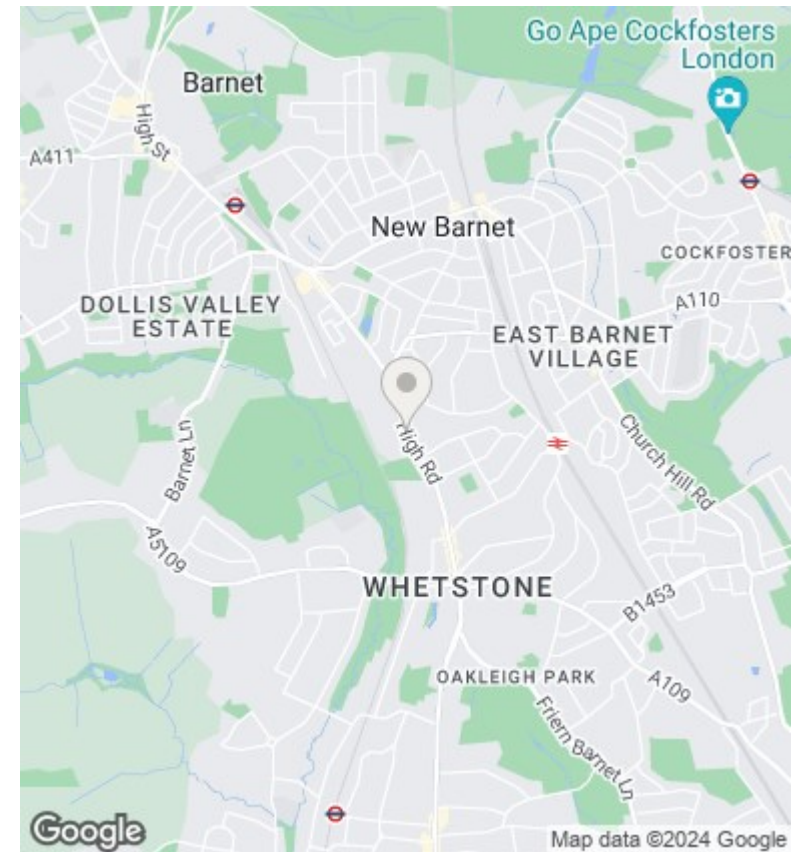 Go Ape Cockfosters
London
Barnet
High St
A411
New Barnet
COCKFOSTER
DOLLIS VALLEY
ESTATE
A110
EAST BARNET
VILLAGE
High Rd
Barnet Ln
Church Hill Rd
A5109
WHETSTONE
B1453
OAKLEIGH PARK
A109
Friern Barnet Ln
Google
Map data ©2024 Google